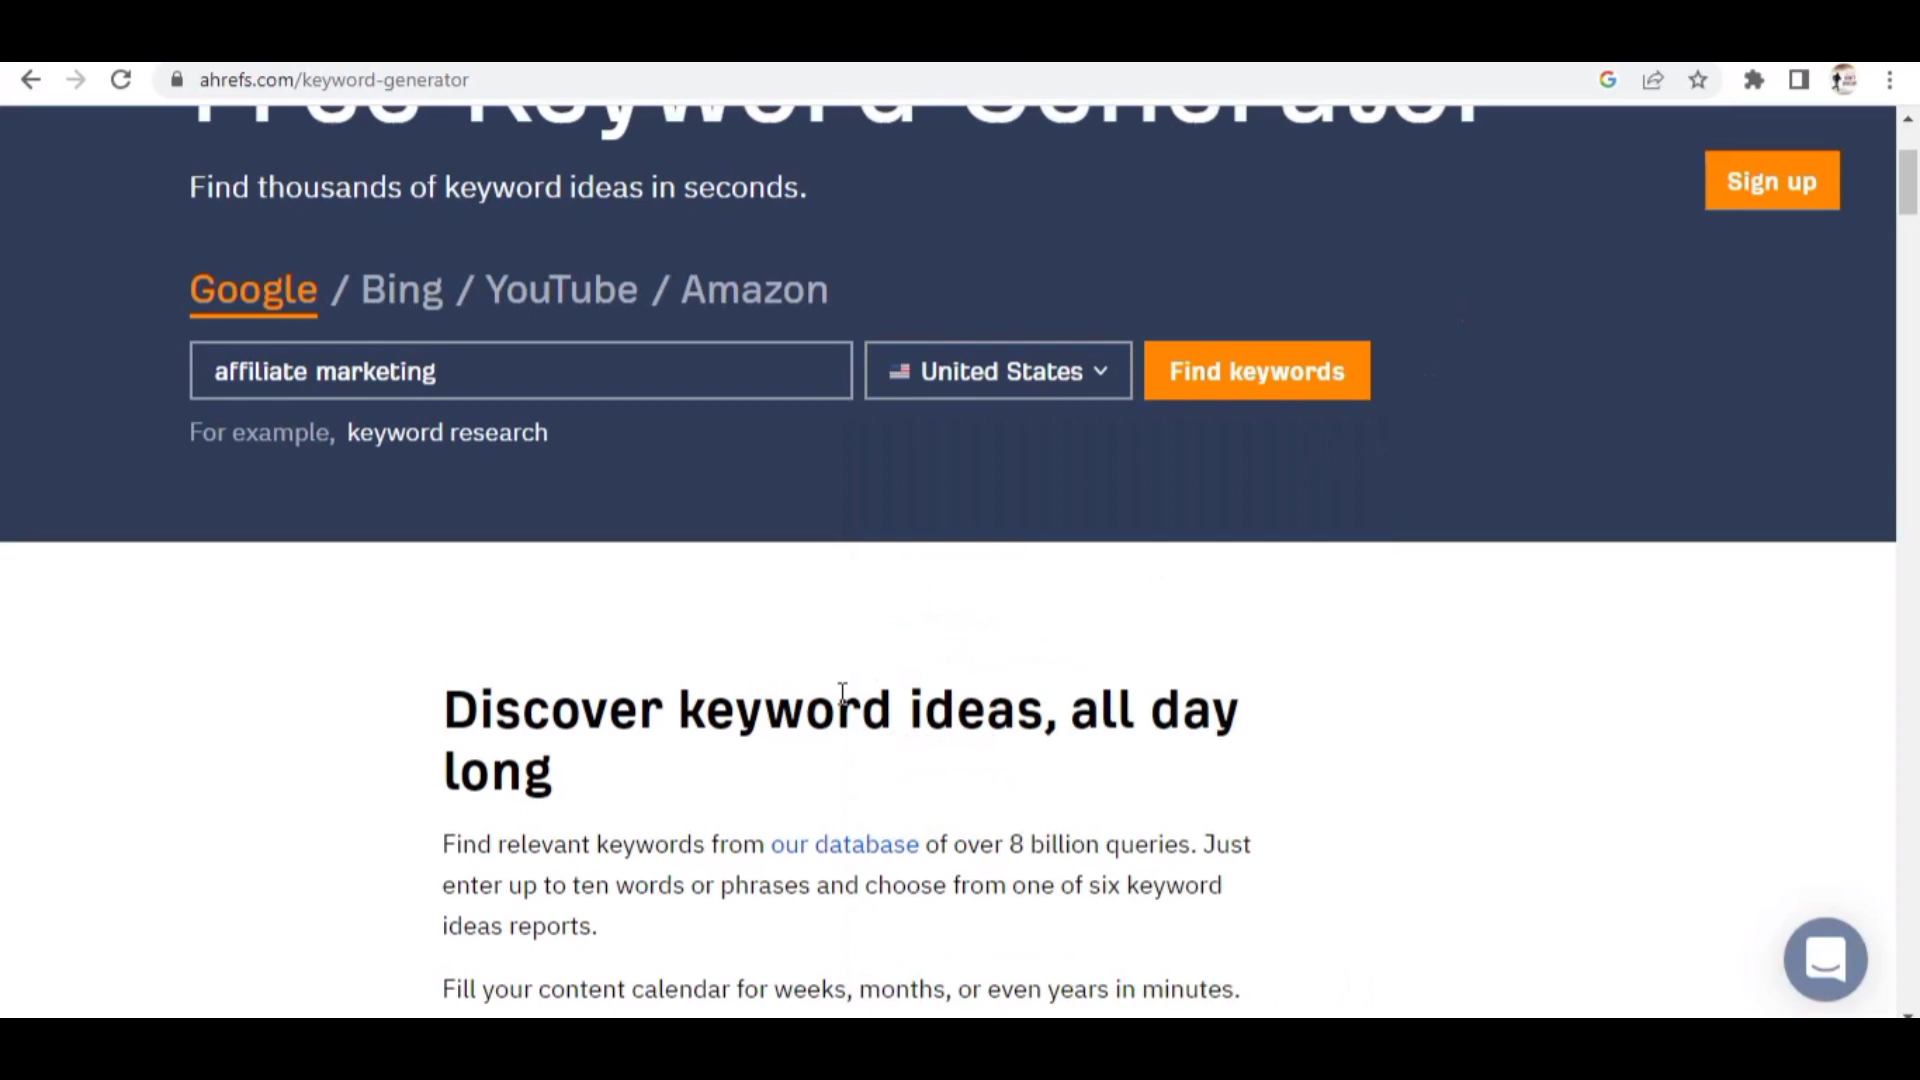 ahrefs.com/keyword-generator
Free Keyword Generator
Find thousands of keyword ideas in seconds.
Sign up
Google / Bing / YouTube / Amazon
affiliate marketing
United States
Find keywords
For example, keyword research
Discover keyword ideas, all day
long
Find relevant keywords from our database of over 8 billion queries. Just
enter up to ten words or phrases and choose from one of six keyword
ideas reports.
Fill your content calendar for weeks, months, or even years in minutes.